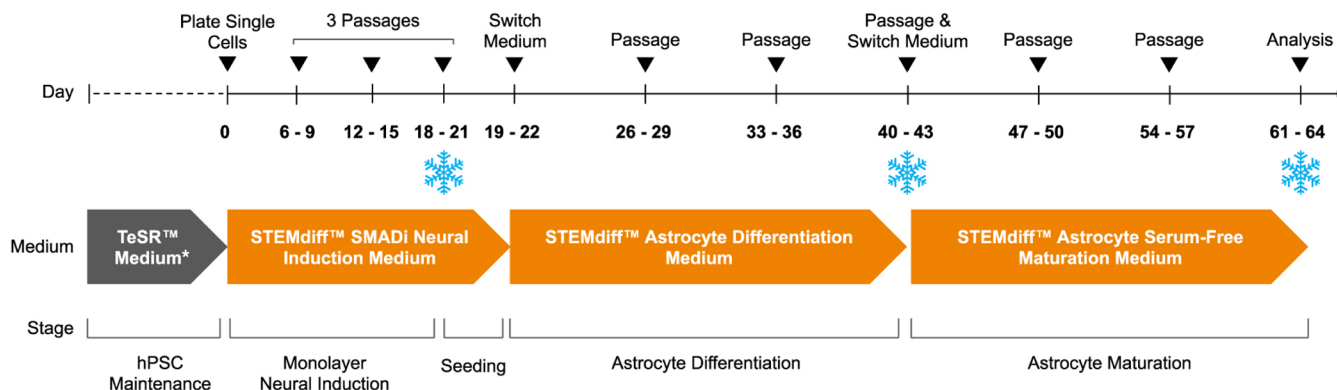 Plate Single
Cells
3 Passages
Switch
Medium
Passage
Passage
Passage &
Switch Medium
Passage
Passage
Analysis
Day
0
6 - 9
12 - 15
18 - 21
19 - 22
26 - 29
33 - 36
40 - 43
47 - 50
54 - 57
61 - 64
Medium
TeSR™
Medium*
STEMdiff™ SMADi Neural
Induction Medium
STEMdiff™ Astrocyte Differentiation
Medium
STEMdiff™ Astrocyte Serum-Free
Maturation Medium
Stage
hPSC
Maintenance
Monolayer
Neural Induction
Seeding
Astrocyte Differentiation
Astrocyte Maturation